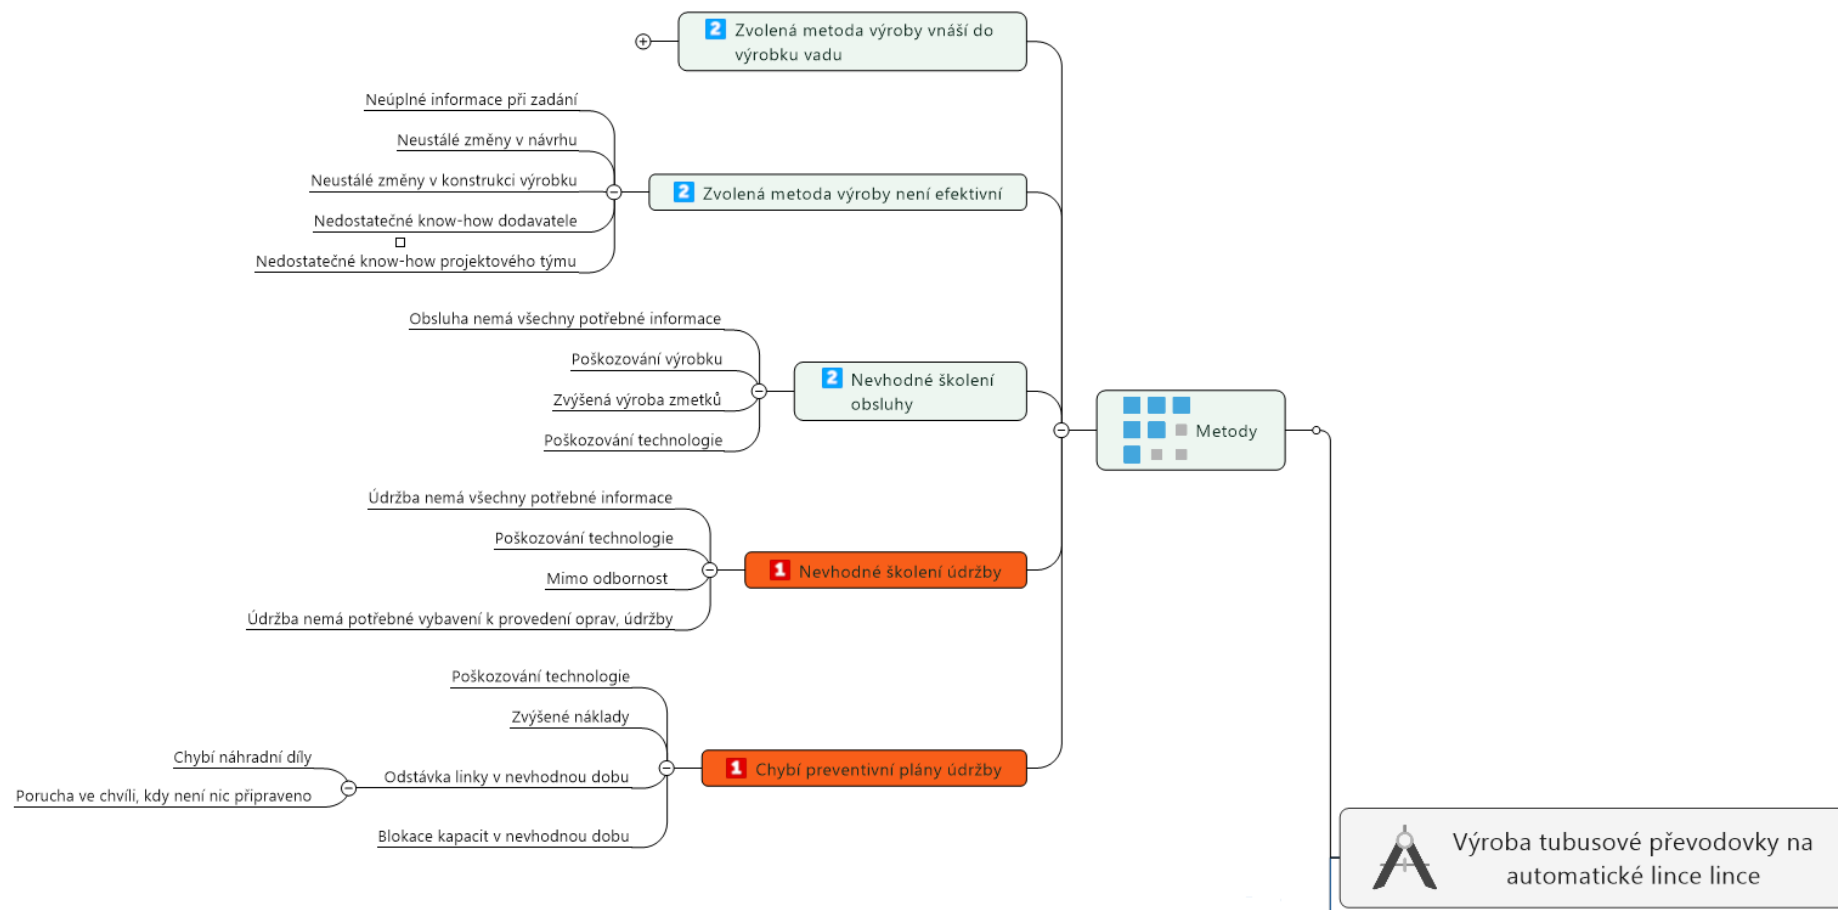 2 Zvolená metoda výroby vnáší do
výrobku vadu
Neúplné informace při zadání
Neustálé změny v návrhu
Neustálé změny v konstrukci výrobku
Nedostatečné know-how dodavatele
Nedostatečné know-how projektového týmu
2 Zvolená metoda výroby není efektivní
Obsluha nemá všechny potřebné informace
Poškozování výrobku
Zvýšená výroba zmetků
Poškozování technologie
2 Nevhodné školení
obsluhy
Metody
Údržba nemá všechny potřebné informace
Poškozování technologie
Mimo odbornost
Údržba nemá potřebné vybavení k provedení oprav, údržby
1 Nevhodné školení údržby
Poškozování technologie
Zvýšené náklady
Chybí náhradní díly
Porucha ve chvíli, kdy není nic připraveno
Odstávka linky v nevhodnou dobu
Blokace kapacit v nevhodnou dobu
1 Chybí preventivní plány údržby
Výroba tubusové převodovky na
automatické lince lince